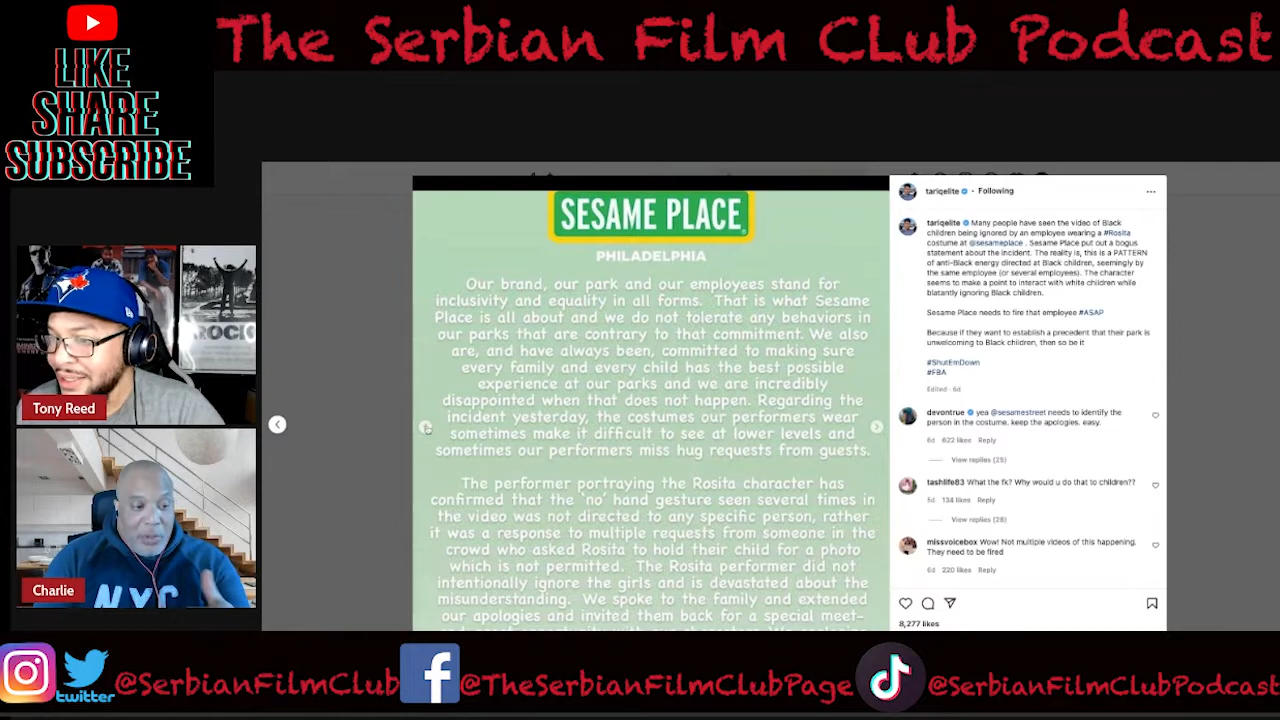 The Serbian Film CLub Podcast
LIKE
SHARE
SUBSCRIBE
SESAME PLACE
PHILADELPHIA
Our brand, our park and our employees stand for
inclusivity and equality in all forms. That is what Sesame
Place is all about and we do not tolerate any behaviors in
our parks that are contrary to that commitment. We also
are, and have always been, committed to making sure
every family and every child has the best possible
experience at our parks and we are incredibly
disappointed when that does not happen. Regarding the
incident yesterday, the costumes our performers wear
sometimes make it difficult to see at lower levels and
sometimes our performers miss hug requests from guests.
The performer portraying the Rosita character has
confirmed that the 'no' hand gesture seen several times in
the video was not directed to any specific person, rather
it was a response to multiple requests from someone in the
crowd who asked Rosita to hold their child for a photo
which is not permitted. The Rosita performer did not
intentionally ignore the girls and is devastated about the
misunderstanding. We spoke to the family and extended
our apologies and invited them back for a special meet-
tariqelite • Following
tariqelite Many people have seen the video of Black
children being ignored by an employee wearing a #Rosita
costume at @sesameplace . Sesame Place put out a bogus
statement about the incident. The reality is, this is a PATTERN
of anti-Black energy directed at Black children, seemingly by
the same employee (or several employees). The character
seems to make a point to interact with white children while
blatantly ignoring Black children.
Sesame Place needs to fire that employee #ASAP
Because if they want to establish a precedent that their park is
unwelcoming to Black children, then so be it
#ShutEmDown
#FBA
Edited · 6d
devontrue yea @sesamestreet needs to identify the
person in the costume. keep the apologies. easy.
6d 622 likes Reply
View replies (25)
tashlife83 What the fk? Why would u do that to children??
5d 134 likes Reply
View replies (28)
missvoicebox Wow! Not multiple videos of this happening.
They need to be fired
6d 220 likes Reply
8,277 likes
ROC
Tony Reed
Charlie
NYC
twitter
@SerbianFilmClub
@TheSerbianFilmClubPage
@SerbianFilmClubPodcast